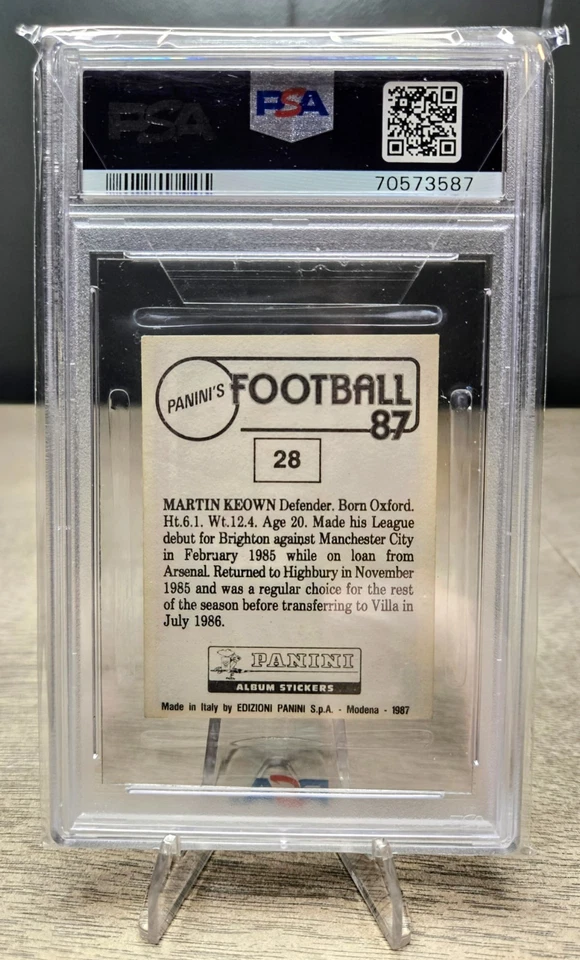 PSA
PSA
70573587
PANINI'S FOOTBALL
87
28
MARTIN KEOWN Defender. Born Oxford.
Ht.6.1. Wt.12.4. Age 20. Made his League
debut for Brighton against Manchester City
in February 1985 while on loan from
Arsenal. Returned to Highbury in November
1985 and was a regular choice for the rest
of the season before transferring to Villa in
July 1986.
PANINI
ALBUM STICKERS
Made in Italy by EDIZIONI PANINI S.p.A. - Modena - 1987